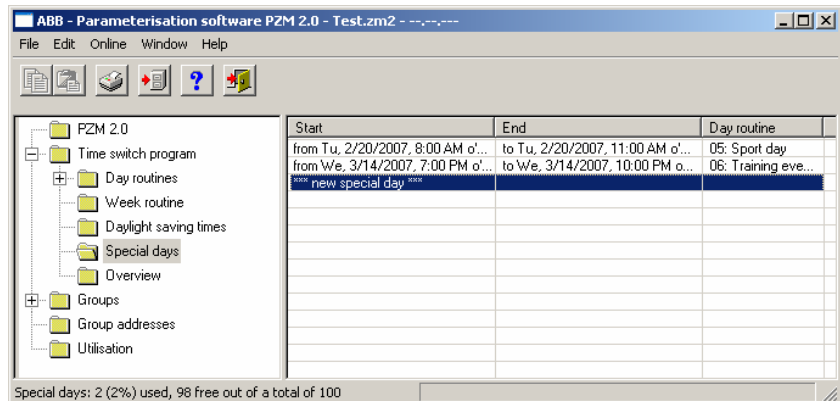 ABB - Parameterisation software PZM 2.0 - Test.zm2 - --.--.---
File Edit Online Window Help
PZM 2.0
Time switch program
Day routines
Week routine
Daylight saving times
Special days
Overview
Groups
Group addresses
Utilisation
Start End Day routine
from Tu, 2/20/2007, 8:00 AM o'... to Tu, 2/20/2007, 11:00 AM o'... 05: Sport day
from We, 3/14/2007, 7:00 PM o'... to We, 3/14/2007, 10:00 PM o... 06: Training eve...
*** new special day ***
Special days: 2 (2%) used, 98 free out of a total of 100